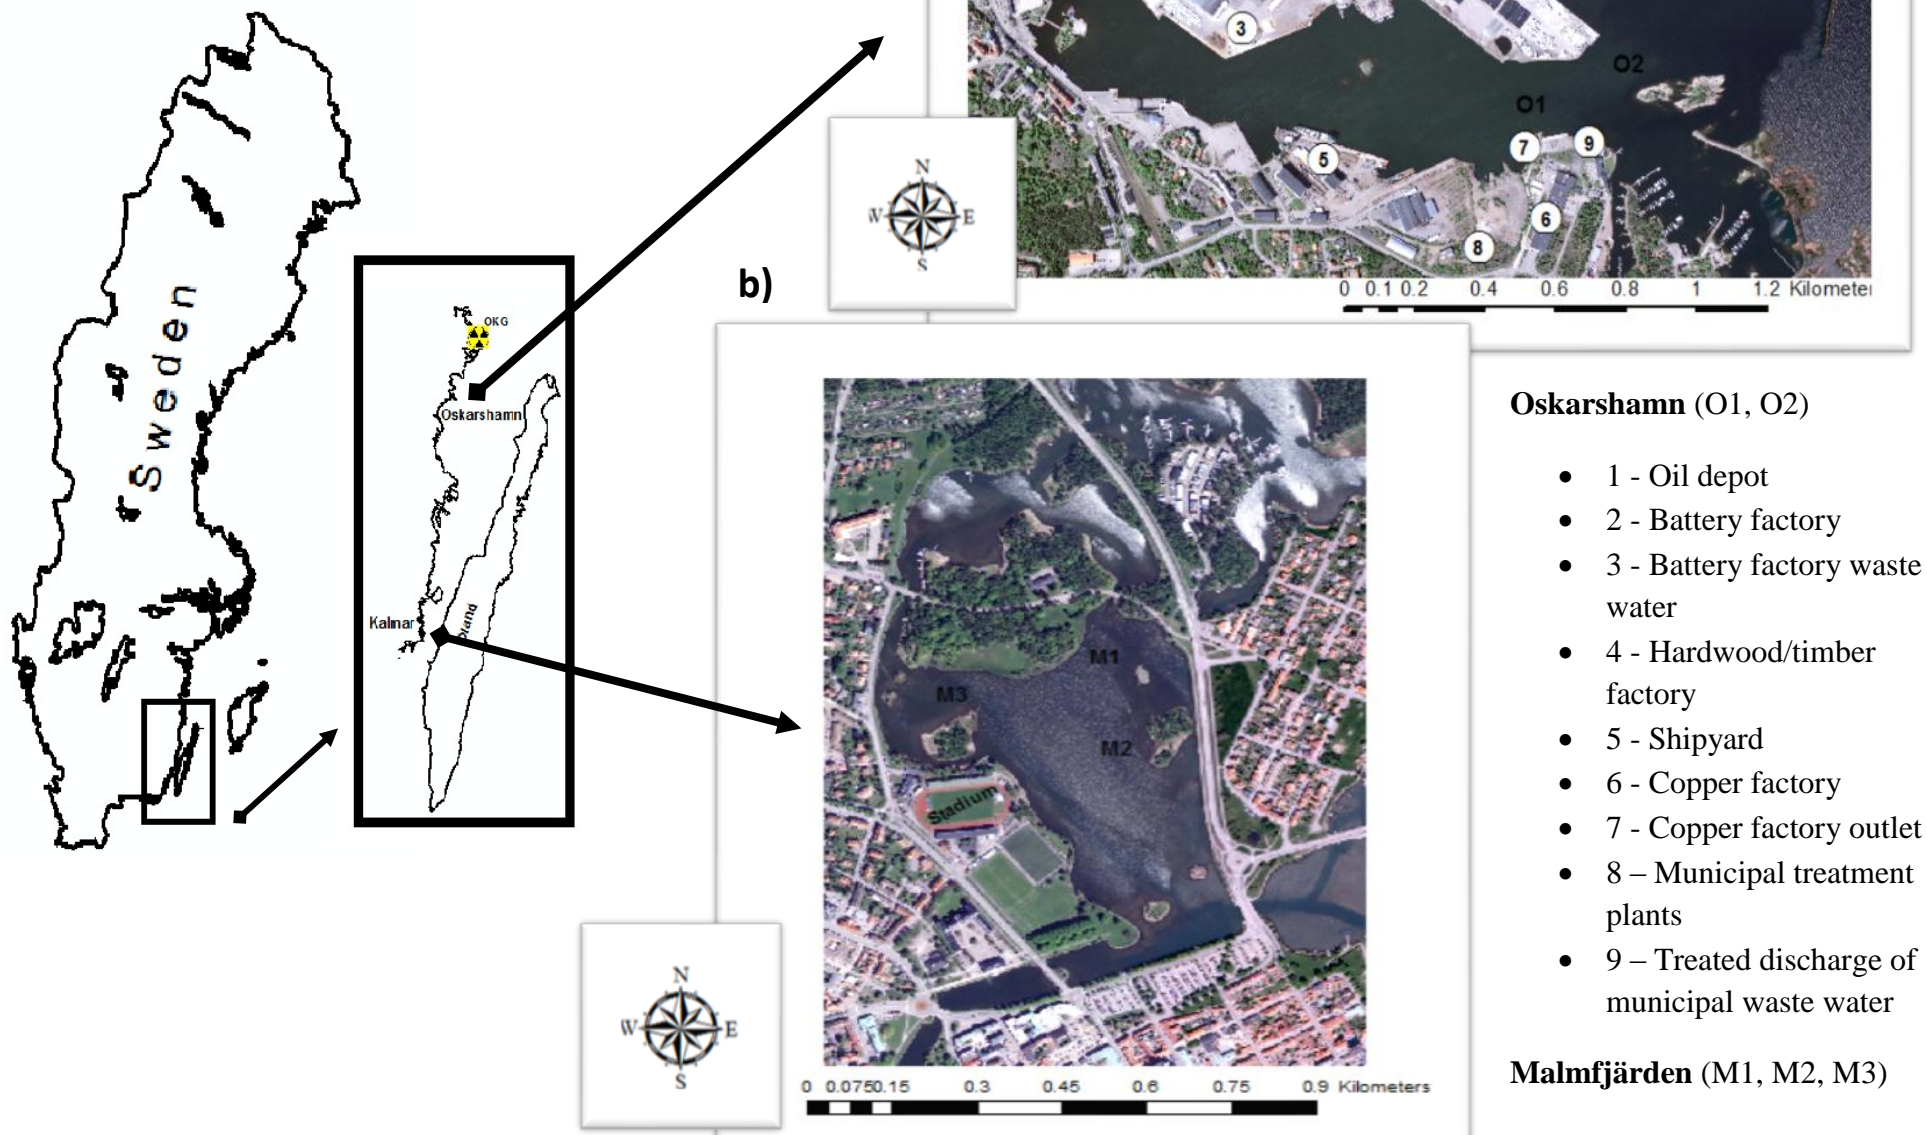 Sweden
OKG
Oskarshamn
Kalmar
Öland
N
W E
S
3
O2
O1
5
7
9
6
8
0 0.1 0.2 0.4 0.6 0.8 1 1.2
b)
M1
M3
M2
Stadium
N
W E
S
0 0.075 0.15 0.3 0.45 0.6 0.75 0.9 Kilometers
Oskarshamn (O1, O2)
• 1 - Oil depot
• 2 - Battery factory
• 3 - Battery factory waste
water
• 4 - Hardwood/timber
factory
• 5 - Shipyard
• 6 - Copper factory
• 7 - Copper factory outlet
• 8 – Municipal treatment
plants
• 9 – Treated discharge of
municipal waste water
Malmfjärden (M1, M2, M3)